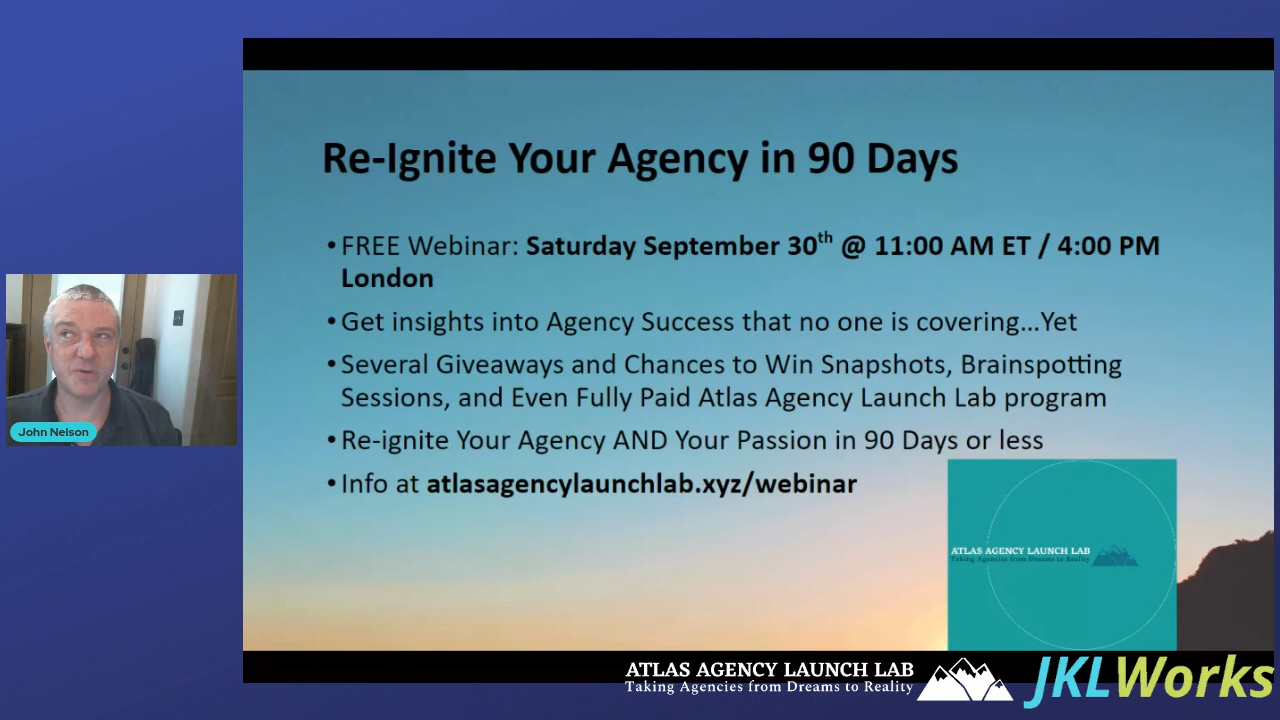 Re-Ignite Your Agency in 90 Days
• FREE Webinar: Saturday September 30th @ 11:00 AM ET / 4:00 PM
London
• Get insights into Agency Success that no one is covering...Yet
• Several Giveaways and Chances to Win Snapshots, Brainspotting
Sessions, and Even Fully Paid Atlas Agency Launch Lab program
• Re-ignite Your Agency AND Your Passion in 90 Days or less
• Info at atlasagencylaunchlab.xyz/webinar
John Nelson
ATLAS AGENCY LAUNCH LAB
Taking Agencies from Dreams to Reality
ATLAS AGENCY LAUNCH LAB
Taking Agencies from Dreams to Reality
JKLWorks